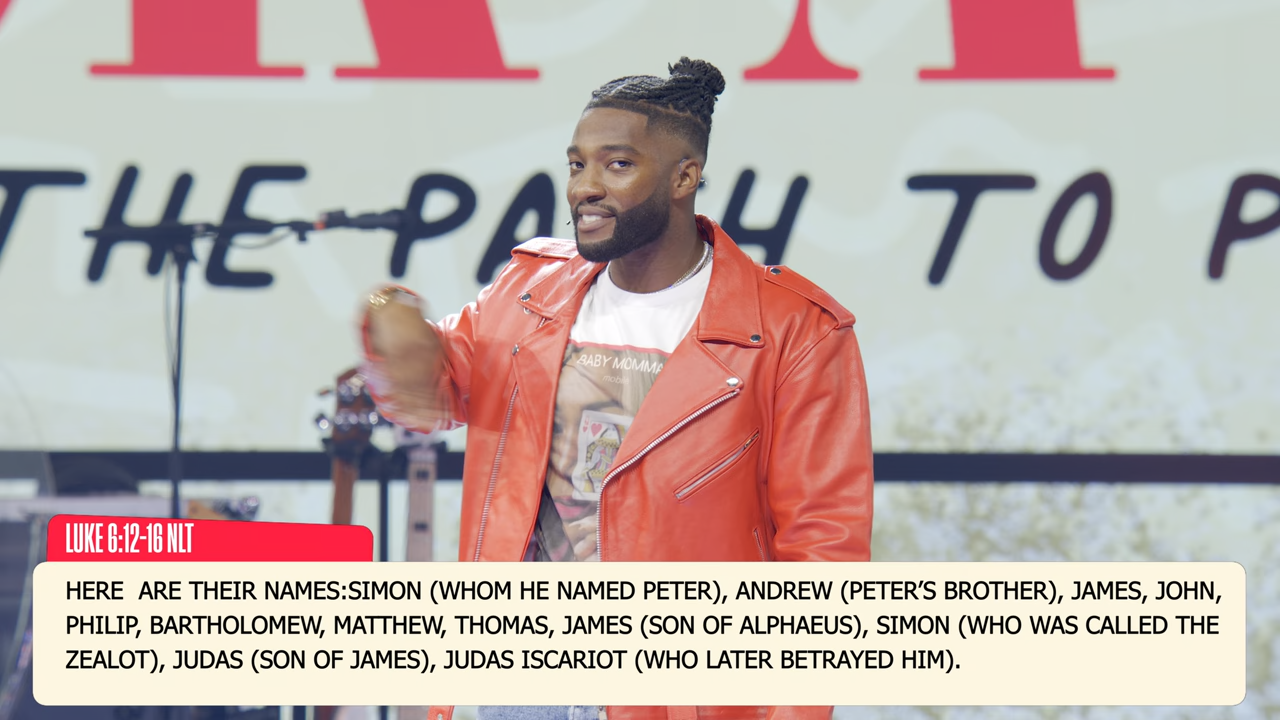 THE PATH TO P
BABY MOMMA
LUKE 6:12-16 NLT
HERE  ARE THEIR NAMES:SIMON (WHOM HE NAMED PETER), ANDREW (PETER’S BROTHER), JAMES, JOHN,
PHILIP, BARTHOLOMEW, MATTHEW, THOMAS, JAMES (SON OF ALPHAEUS), SIMON (WHO WAS CALLED THE
ZEALOT), JUDAS (SON OF JAMES), JUDAS ISCARIOT (WHO LATER BETRAYED HIM).